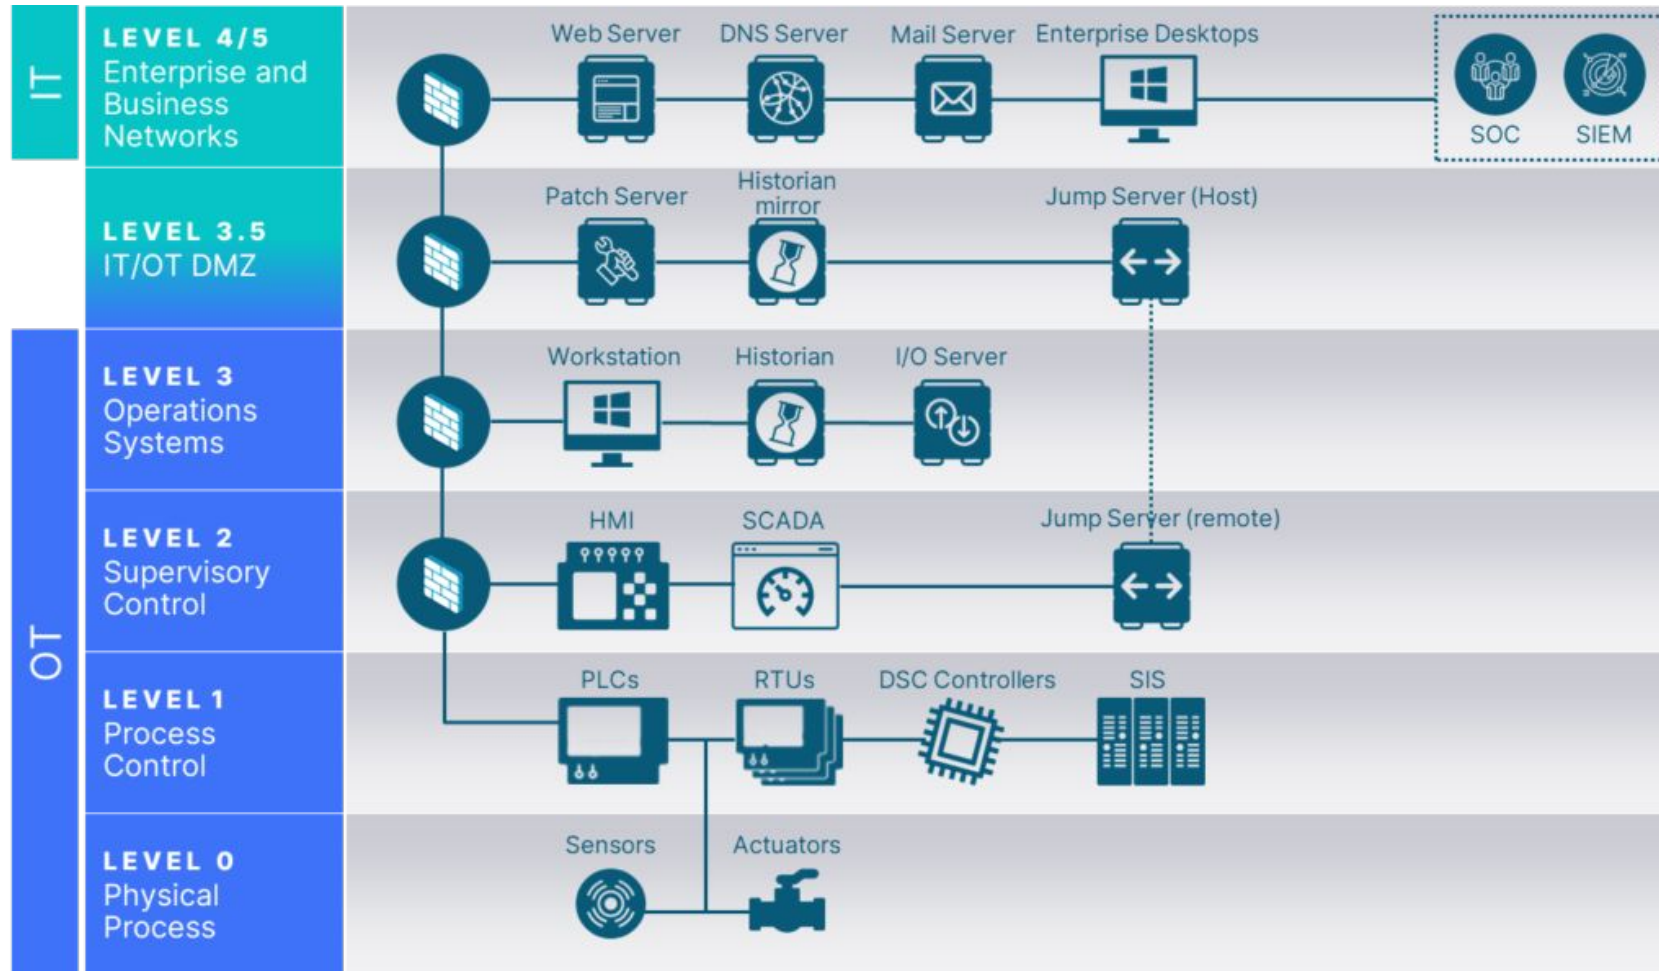 IT
LEVEL 4/5
Enterprise and
Business
Networks
Web Server
DNS Server
Mail Server
Enterprise Desktops
SOC
SIEM
LEVEL 3.5
IT/OT DMZ
Patch Server
Historian
mirror
Jump Server (Host)
OT
LEVEL 3
Operations
Systems
Workstation
Historian
I/O Server
LEVEL 2
Supervisory
Control
HMI
SCADA
Jump Server (remote)
LEVEL 1
Process
Control
PLCs
RTUs
DSC Controllers
SIS
LEVEL 0
Physical
Process
Sensors
Actuators